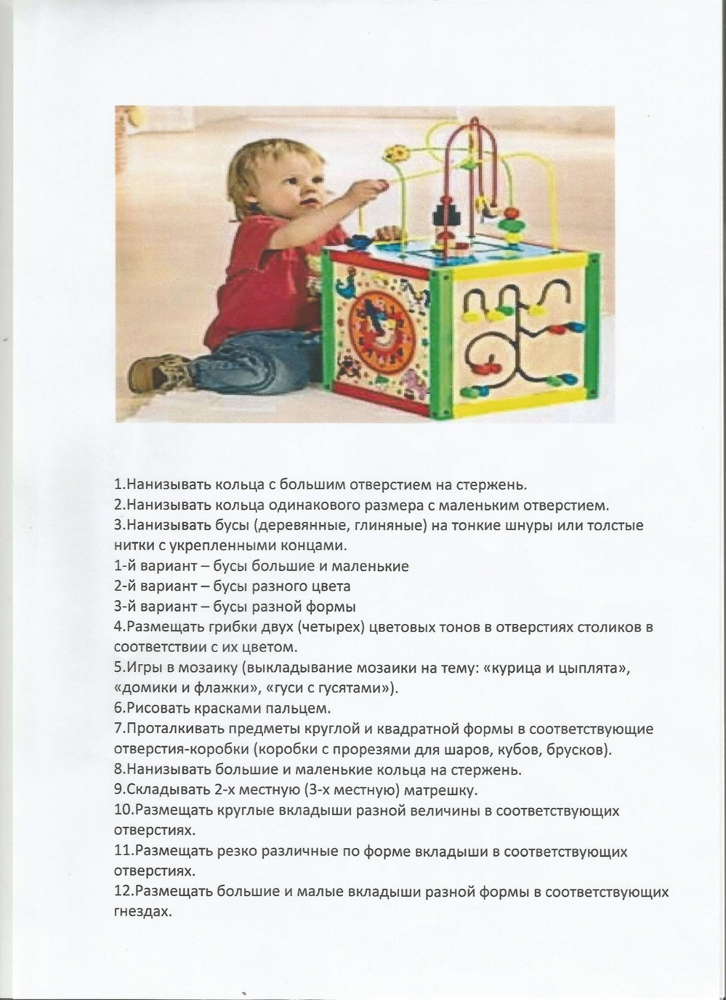 1.Нанизывать кольца с большим отверстием на стержень.
2.Нанизывать кольца одинакового размера с маленьким отверстием.
3.Нанизывать бусы (деревянные, глиняные) на тонкие шнуры или толстые
нитки с укрепленными концами.
1-й вариант – бусы большие и маленькие
2-й вариант – бусы разного цвета
3-й вариант – бусы разной формы
4.Размещать грибки двух (четырех) цветовых тонов в отверстиях столиков в
соответствии с их цветом.
5.Игры в мозаику (выкладывание мозаики на тему: «курица и цыплята»,
«домики и флажки», «гуси с гусятами»).
6.Рисовать красками пальцем.
7.Проталкивать предметы круглой и квадратной формы в соответствующие
отверстия-коробки (коробки с прорезями для шаров, кубов, брусков).
8.Нанизывать большие и маленькие кольца на стержень.
9.Складывать 2-х местную (3-х местную) матрешку.
10.Размещать круглые вкладыши разной величины в соответствующих
отверстиях.
11.Размещать резко различные по форме вкладыши в соответствующих
отверстиях.
12.Размещать большие и малые вкладыши разной формы в соответствующих
гнездах.